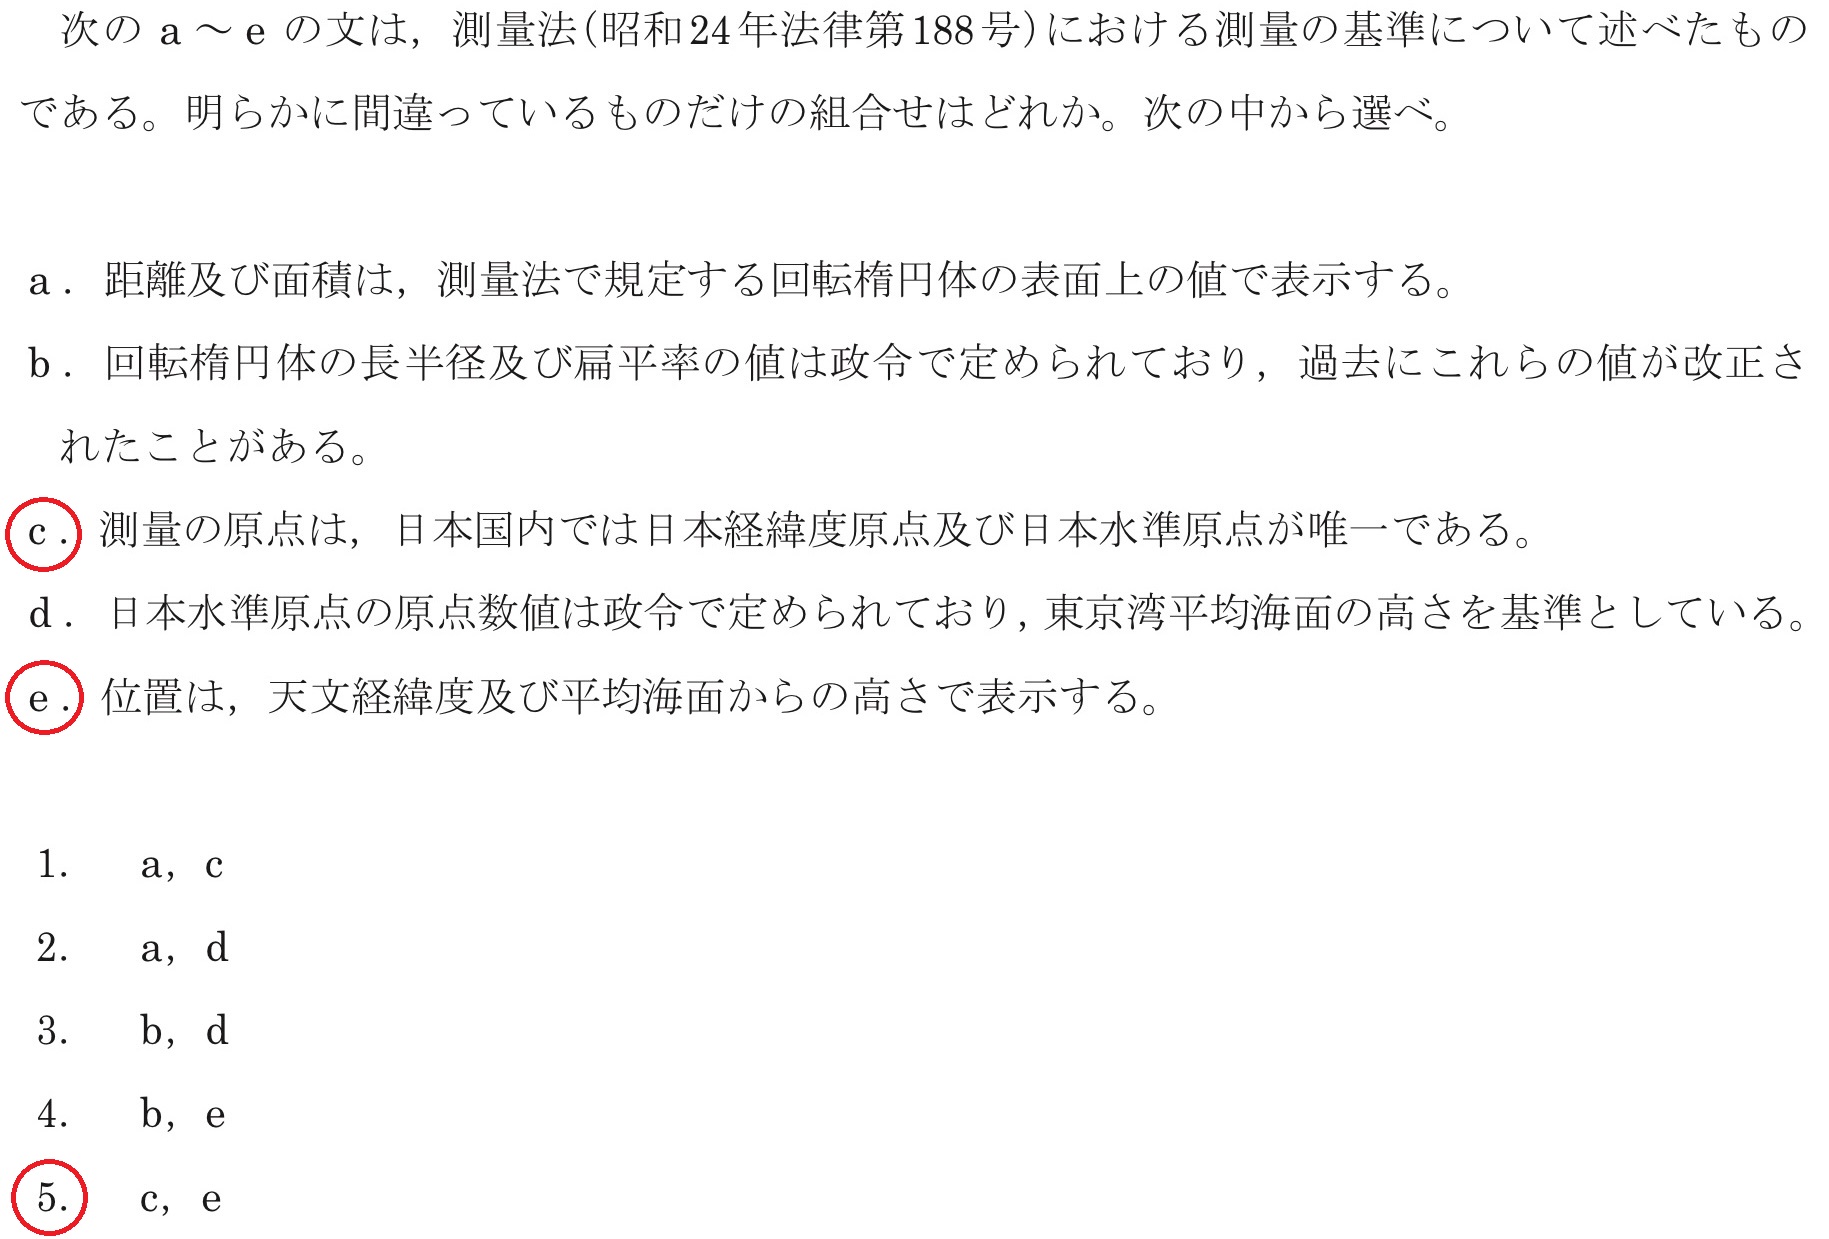 次の a ～ e の文は，測量法(昭和24年法律第188号)における測量の基準について述べたもの
である。明らかに間違っているものだけの組合せはどれか。次の中から選べ。
a．距離及び面積は，測量法で規定する回転楕円体の表面上の値で表示する。
b．回転楕円体の長半径及び扁平率の値は政令で定められており，過去にこれらの値が改正さ
れたことがある。
c．測量の原点は，日本国内では日本経緯度原点及び日本水準原点が唯一である。
d．日本水準原点の原点数値は政令で定められており，東京湾平均海面の高さを基準としている。
e．位置は，天文経緯度及び平均海面からの高さで表示する。
1.　a，c
2.　a，d
3.　b，d
4.　b，e
5.　c，e